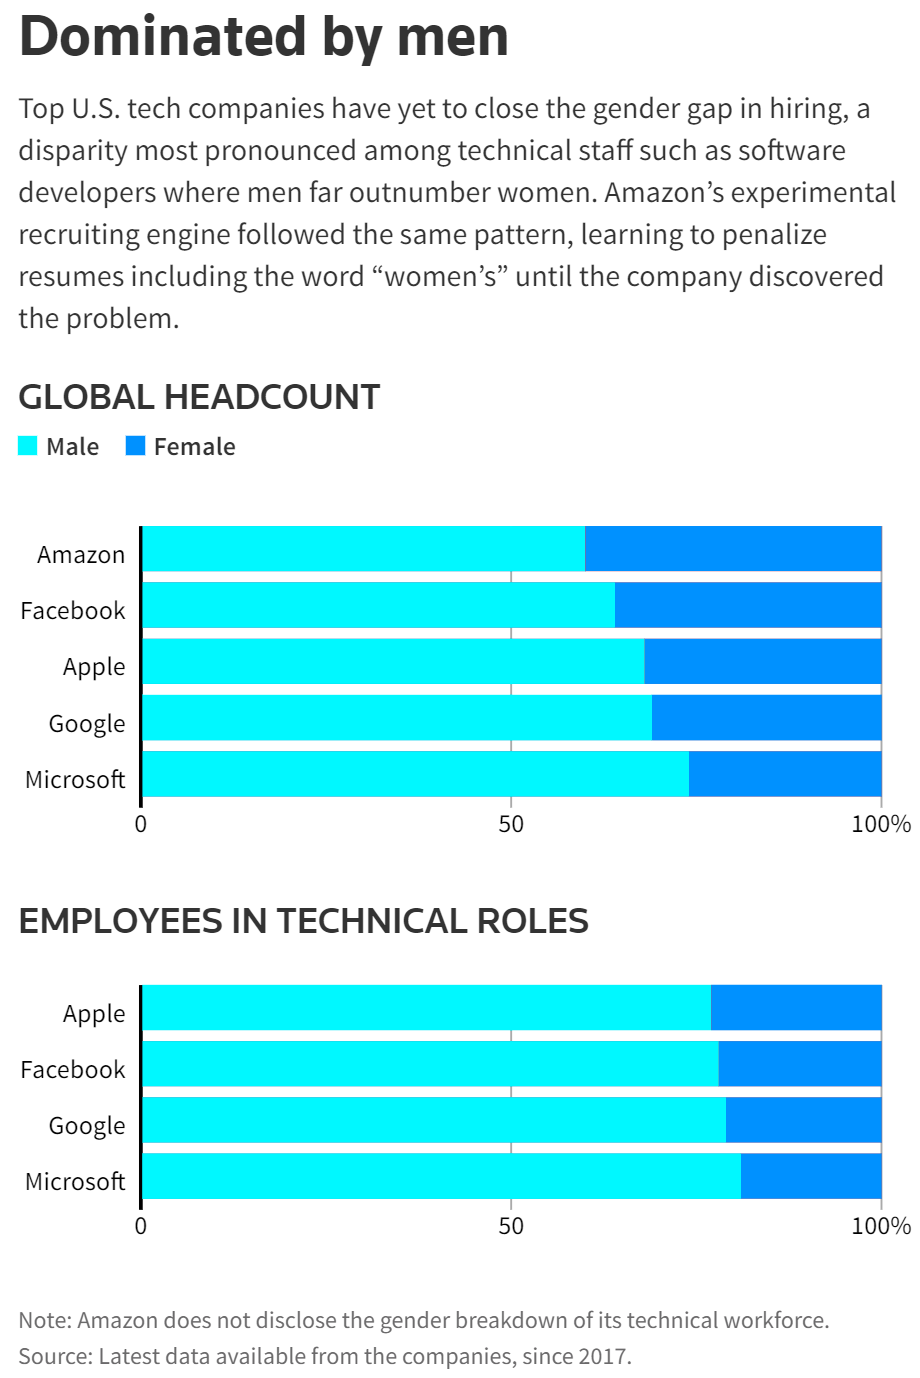 Dominated by men
Top U.S. tech companies have yet to close the gender gap in hiring, a
disparity most pronounced among technical staff such as software
developers where men far outnumber women. Amazon’s experimental
recruiting engine followed the same pattern, learning to penalize
resumes including the word “women’s” until the company discovered
the problem.
GLOBAL HEADCOUNT
Male Female
Amazon
Facebook
Apple
Google
Microsoft
0 50 100%
EMPLOYEES IN TECHNICAL ROLES
Apple
Facebook
Google
Microsoft
0 50 100%
Note: Amazon does not disclose the gender breakdown of its technical workforce.
Source: Latest data available from the companies, since 2017.